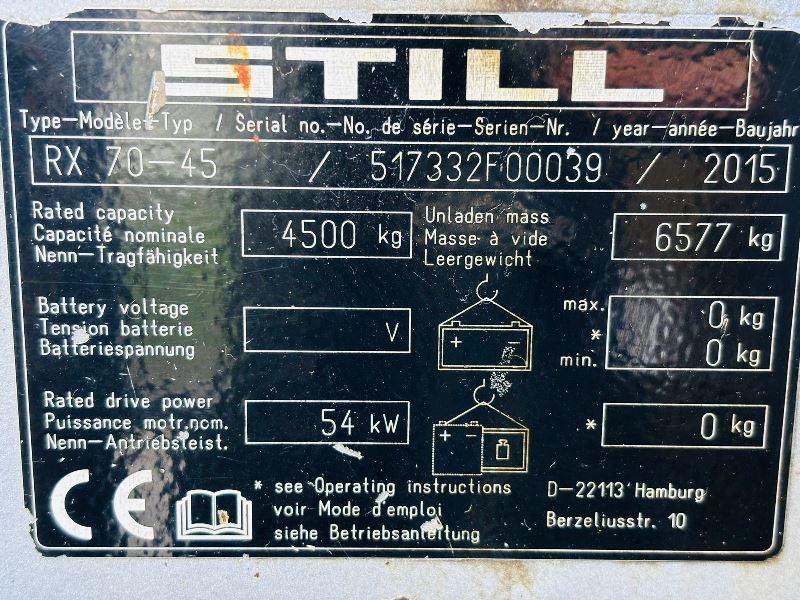 STILL
Type-Modèle-Typ / Serial no.-No. de série-Serien-Nr. / year-année-Baujahr
RX 70-45 / 517332F00039 / 2015
Rated capacity
Capacité nominale
Nenn-Tragfähigkeit
4500 kg
Unladen mass
Masse à vide
Leergewicht
* 6577 kg
Battery voltage
Tension batterie
Batteriespannung
V
+ -
max. 0 kg
*
min. 0 kg
Rated drive power
Puissance motr.nom.
Nenn-Antriebsleist.
54 kW
+ -
* 0 kg
CE
* see Operating instructions
voir Mode d'emploi
siehe Betriebsanleitung
D-22113 Hamburg
Berzeliusstr. 10